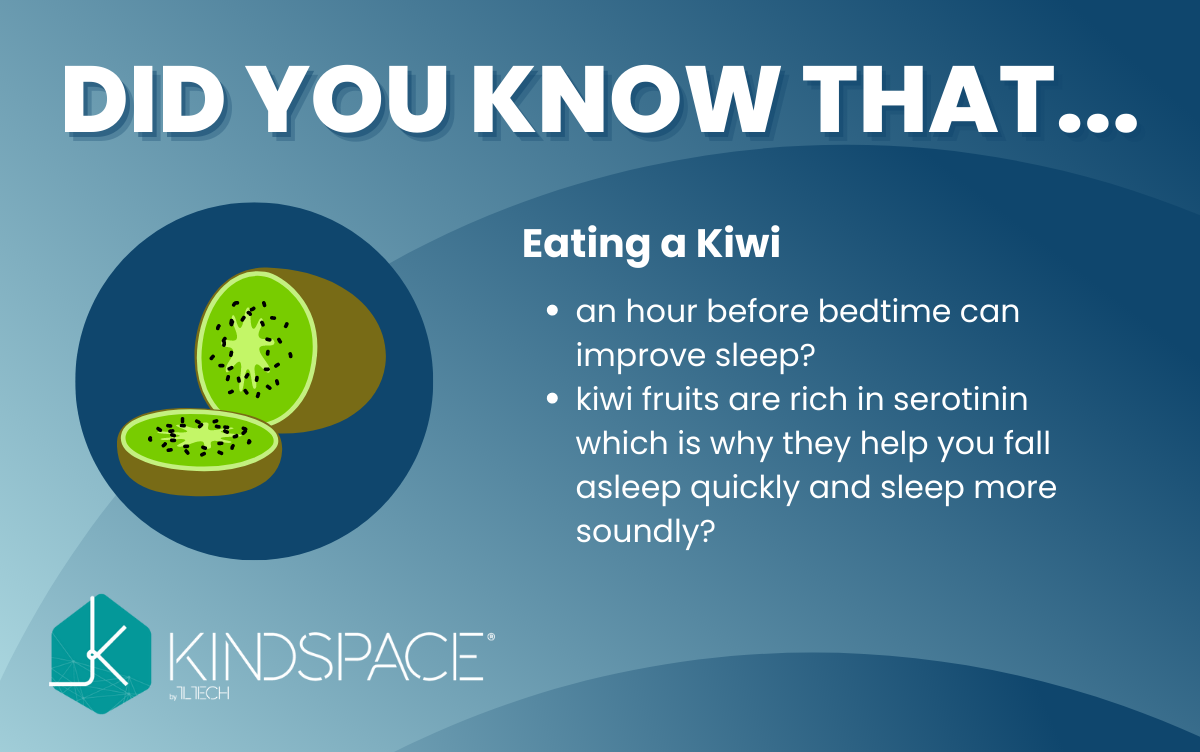 DID YOU KNOW THAT...
Eating a Kiwi
• an hour before bedtime can
improve sleep?
• kiwi fruits are rich in serotinin
which is why they help you fall
asleep quickly and sleep more
soundly?
KINDSPACE®
by TLTECH